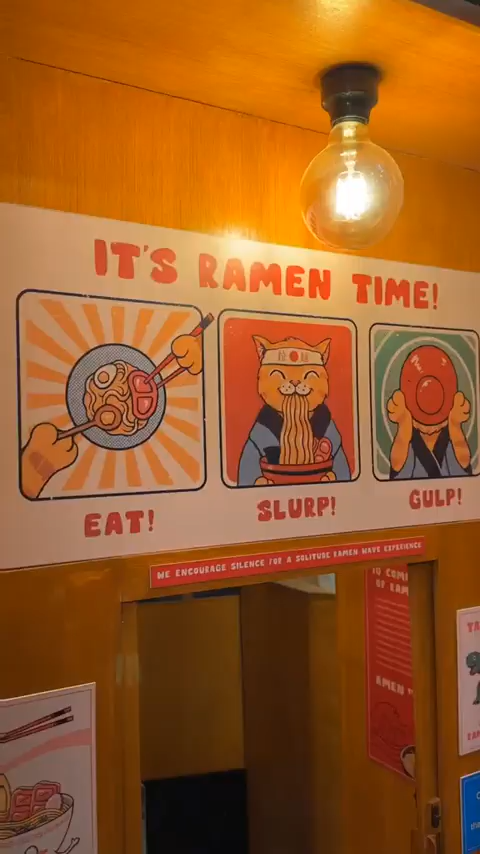 IT'S RAMEN TIME!
EAT!
SLURP!
GULP!
WE ENCOURAGE SILENCE FOR A SOLITUDE RAMEN WAVE EXPERIENCE